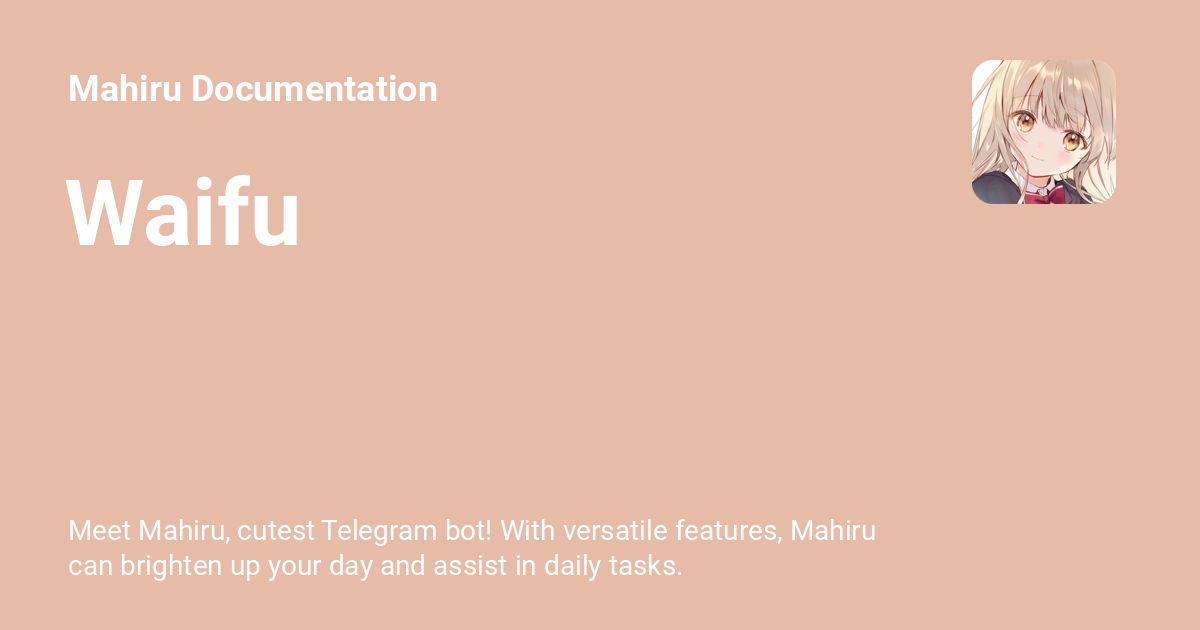 Mahiru Documentation
Waifu
Meet Mahiru, cutest Telegram bot! With versatile features, Mahiru
can brighten up your day and assist in daily tasks.